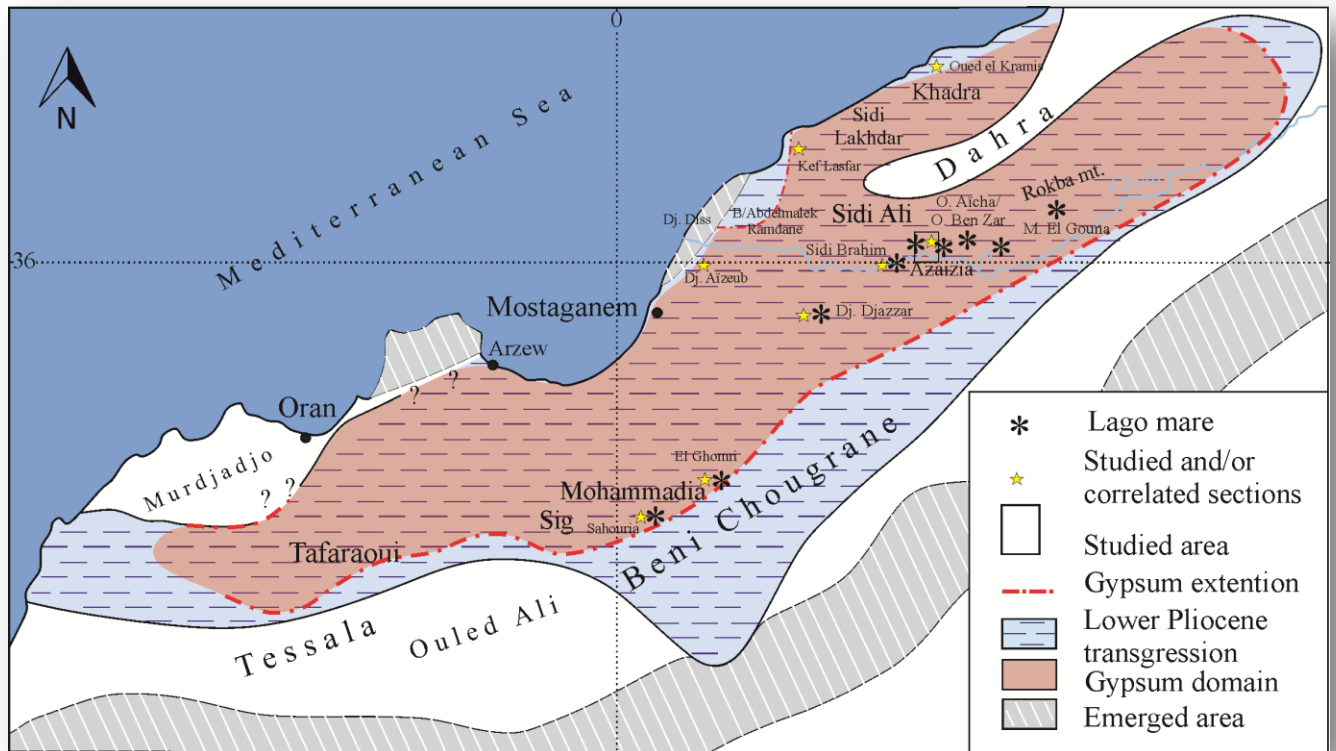 0
N
Mediterranean Sea
Oued el Kramis
Khadra
Sidi
Lakhdar
Kef Lasfar
Dahra
Rokba mt.
Dj. Diss
B/Abdelmalek
Ramdane
Sidi Ali
O. Aïcha/
O. Ben Zar
M. El Gouna
36
Sidi Brahim
Azaizia
Dj. Aïzeub
Mostaganem
Dj. Djazzar
Arzew
? ?
Oran
Murdjadjo
? ?
El Ghomri
Mohammadia
Sig
Sahouria
Tafaraoui
Beni Chougrane
Tessala
Ouled Ali
Lago mare
Studied and/or
correlated sections
Studied area
Gypsum extention
Lower Pliocene
transgression
Gypsum domain
Emerged area